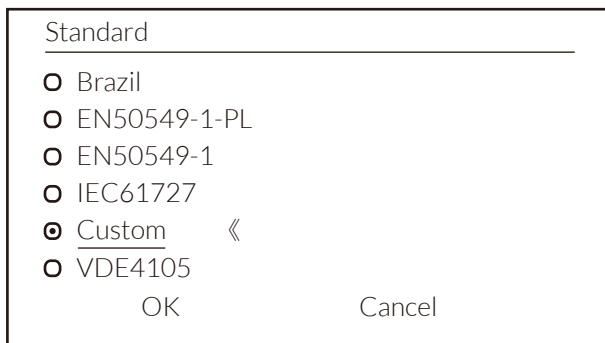 Standard
Brazil
EN50549-1-PL
EN50549-1
IEC61727
Custom 《
VDE4105
OK Cancel